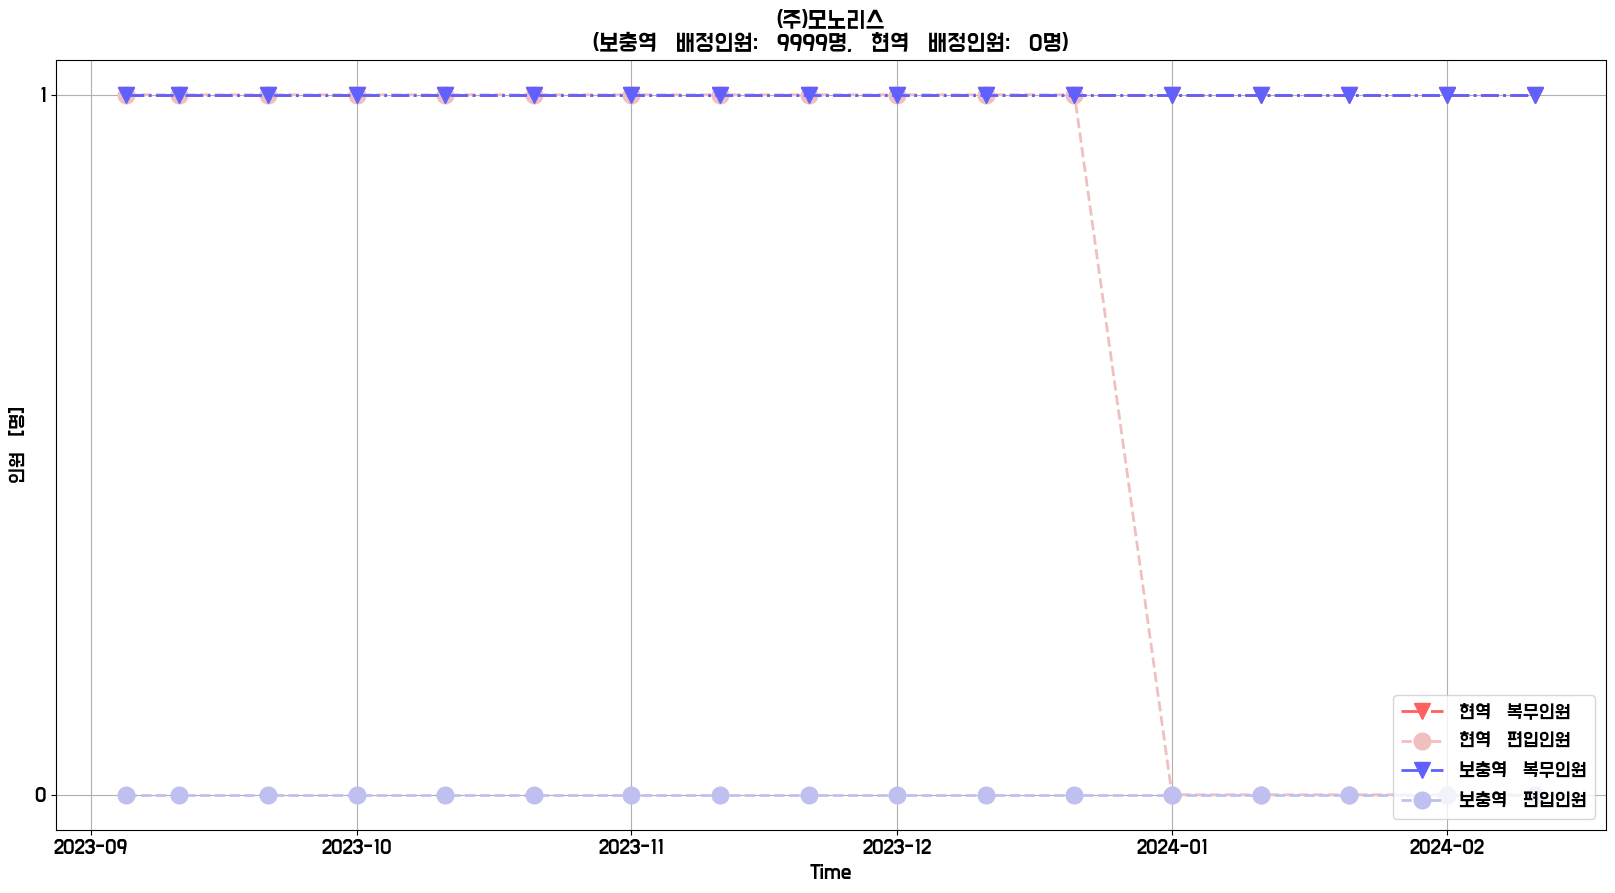 (주)모노리스
(보충역 배정인원: 9999명, 현역 배정인원: 0명)
1
인원 [명]
0
현역 복무인원
현역 편입인원
보충역 복무인원
보충역 편입인원
2023-09 2023-10 2023-11 2023-12 2024-01 2024-02
Time